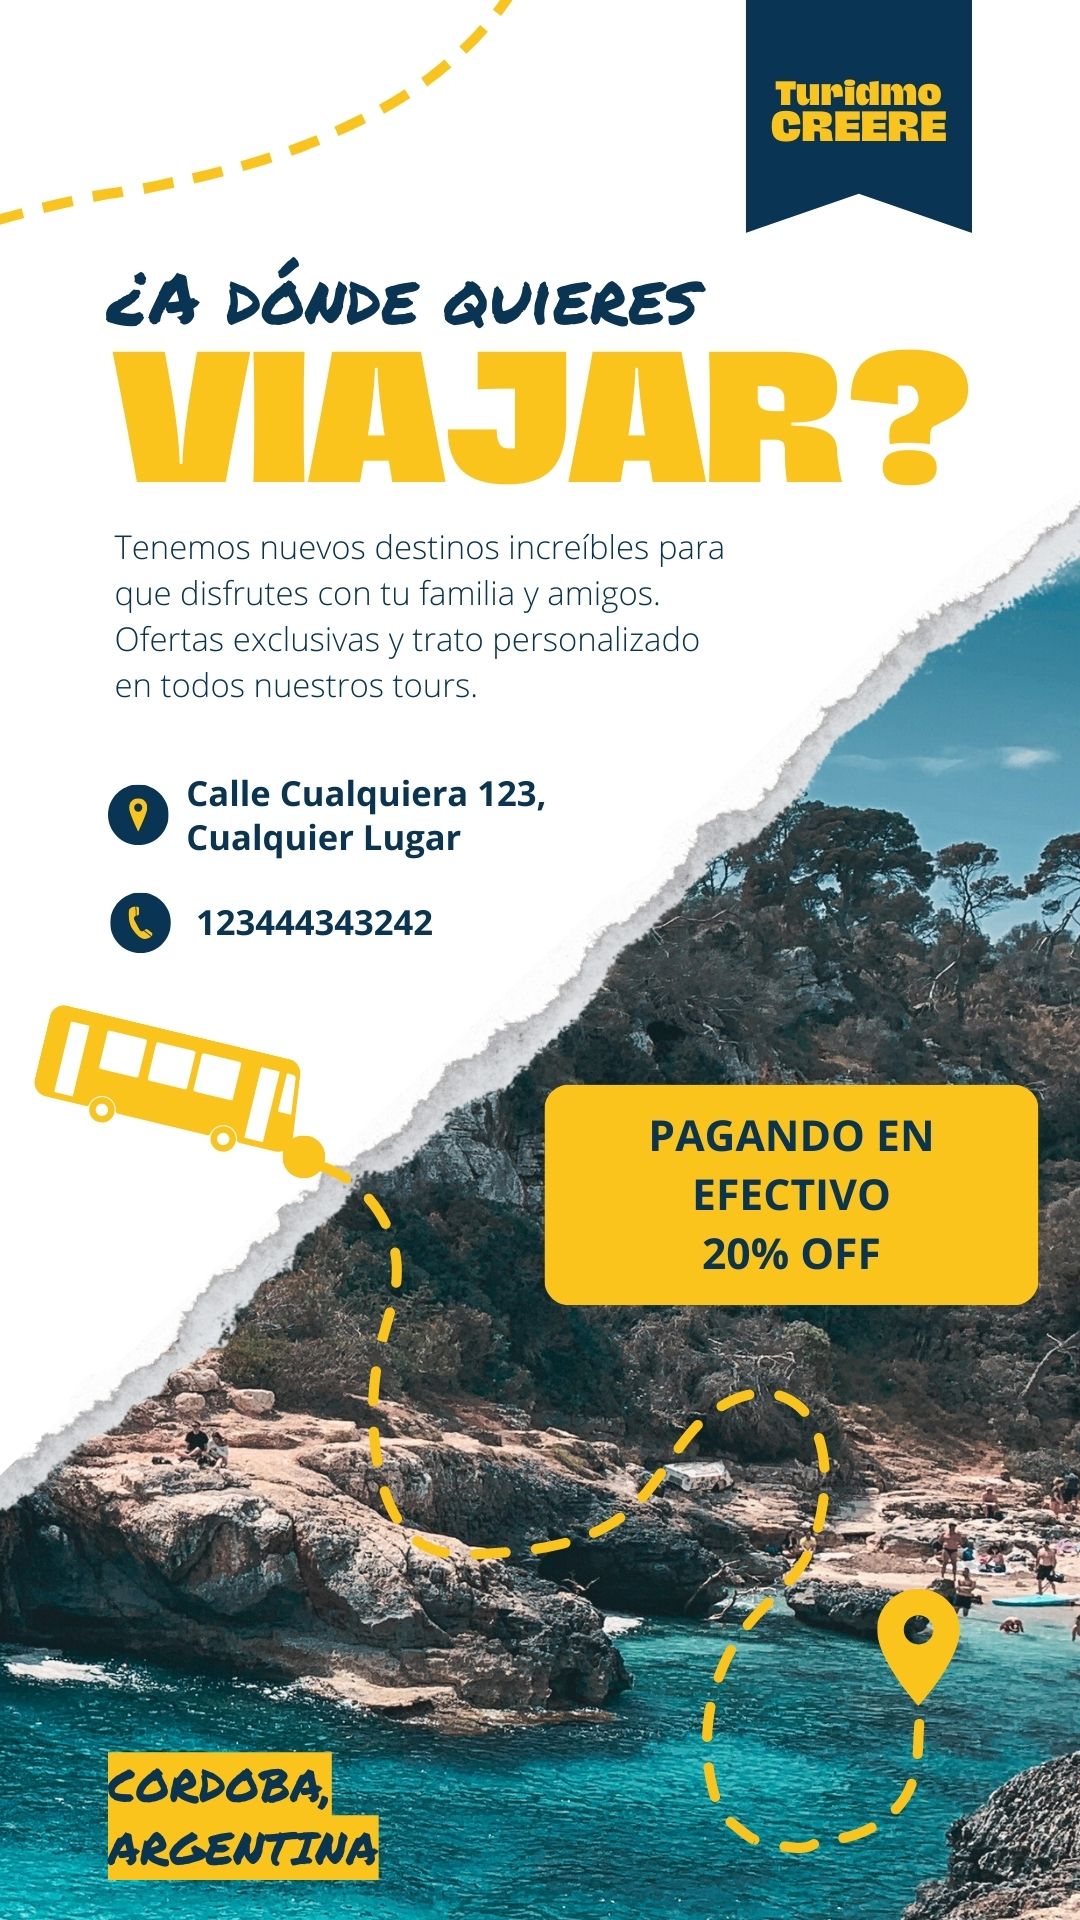 Turidmo
CREERE
¿A DÓNDE QUIERES
VIAJAR?
Tenemos nuevos destinos increíbles para
que disfrutes con tu familia y amigos.
Ofertas exclusivas y trato personalizado
en todos nuestros tours.
Calle Cualquiera 123,
Cualquier Lugar
123444343242
PAGANDO EN
EFECTIVO
20% OFF
CORDOBA,
ARGENTINA